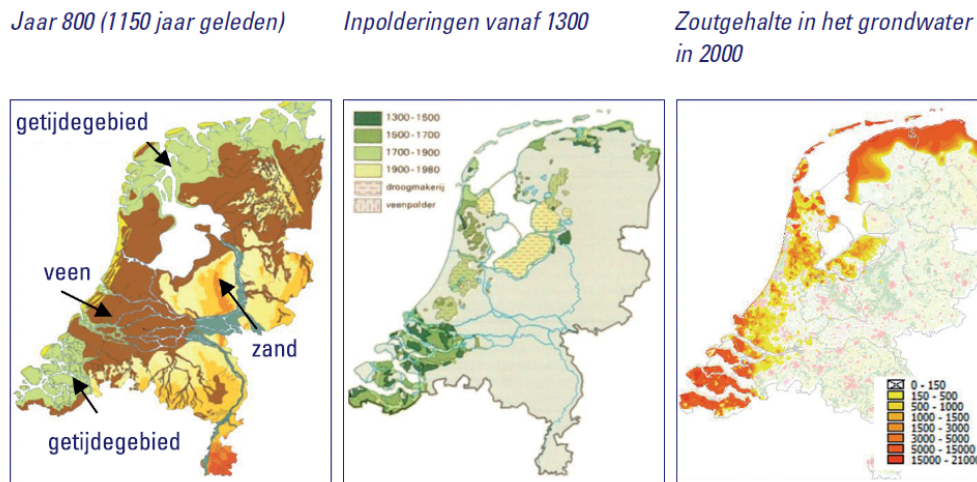 Jaar 800 (1150 jaar geleden)
Inpolderingen vanaf 1300
Zoutgehalte in het grondwater
in 2000
getijdegebied
veen
zand
getijdegebied
1300-1500
1500-1700
1700-1900
1900-1980
droogmakerij
veenpolder
0 - 150
150 - 500
500 - 1000
1000 - 1500
1500 - 3000
3000 - 5000
5000 - 15000
15000 - 21000